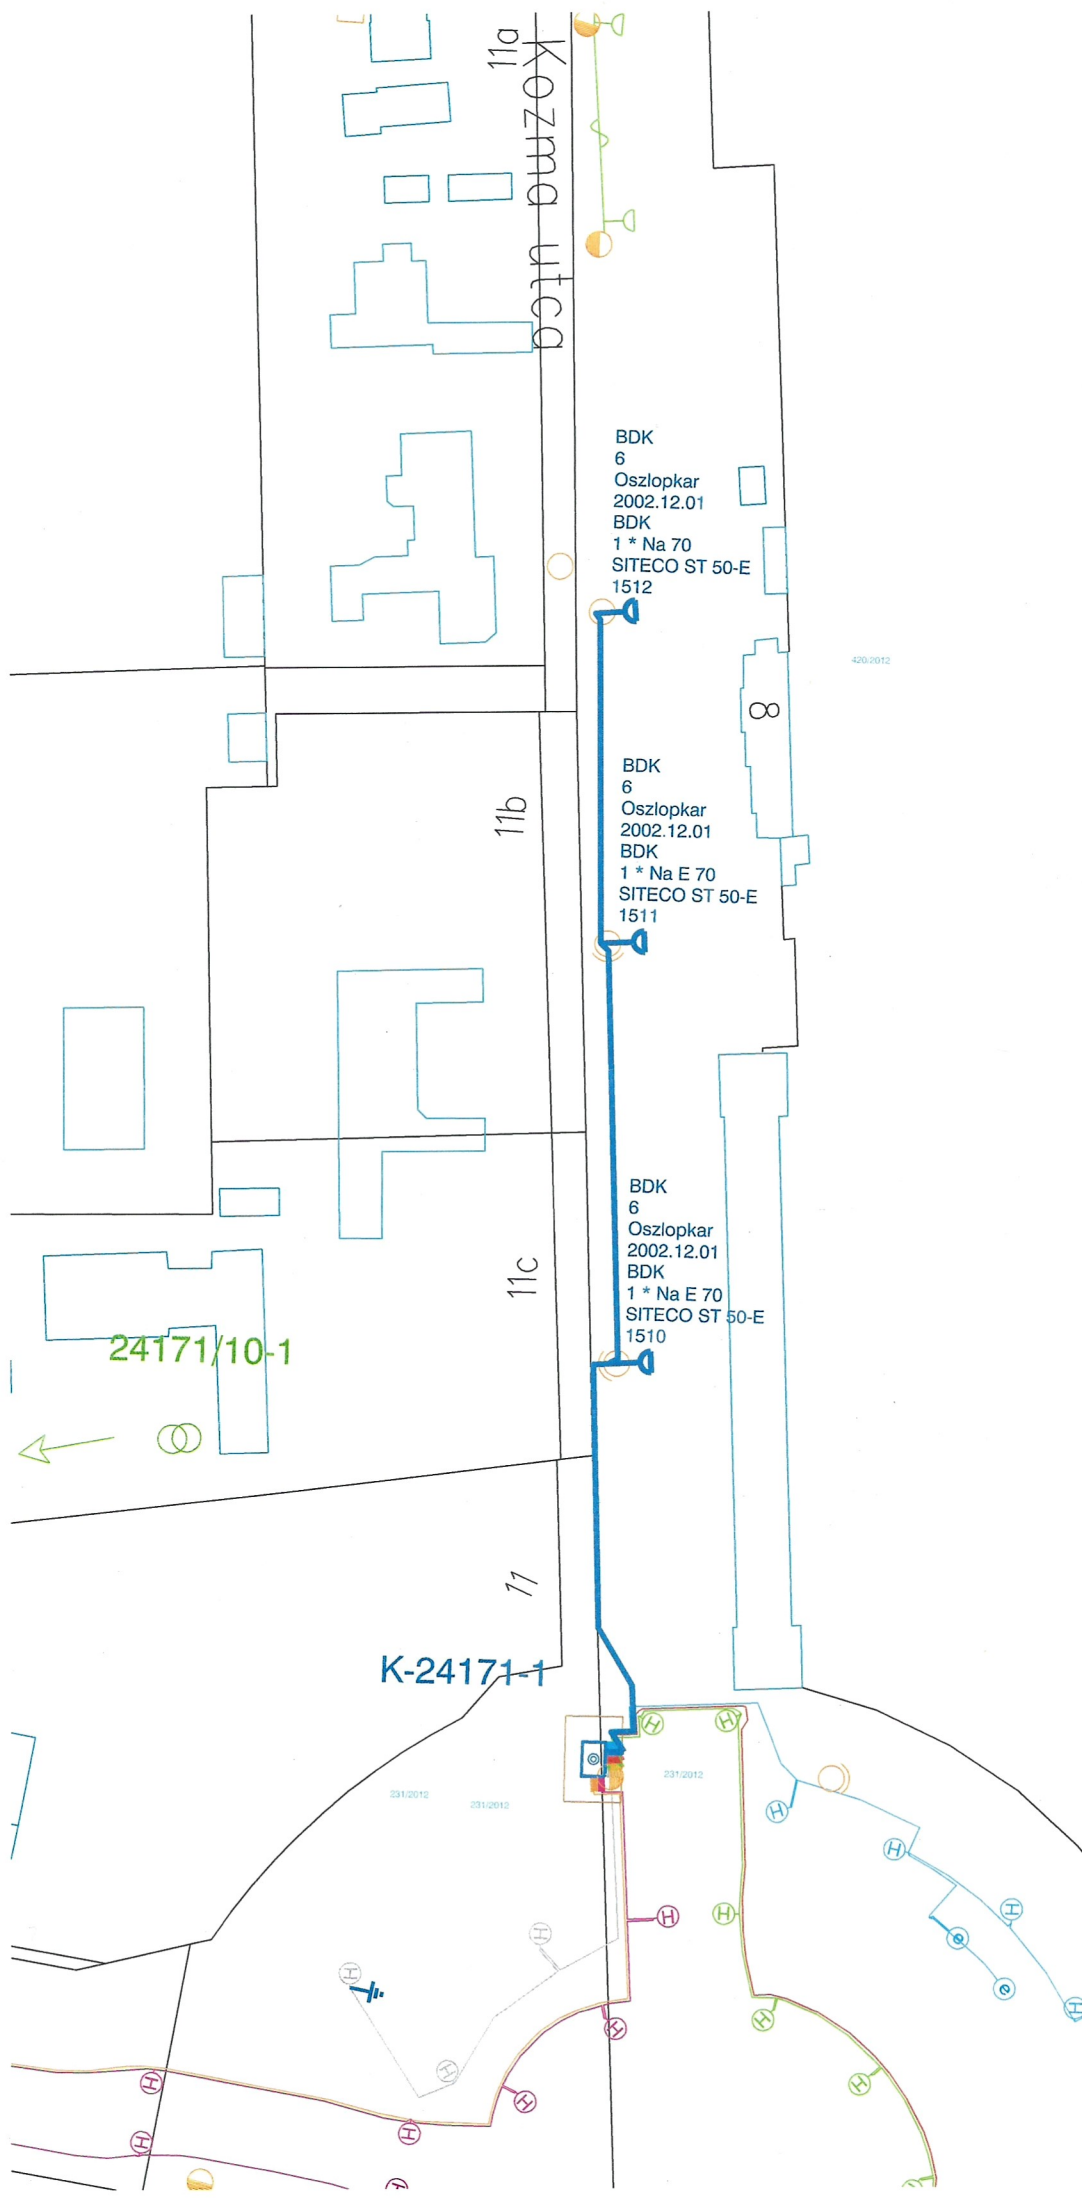 11a
Kozma utca
BDK
6
Oszlopkar
2002.12.01
BDK
1 * Na 70
SITECO ST 50-E
1512
420/2012
8
BDK
6
Oszlopkar
2002.12.01
BDK
1 * Na E 70
SITECO ST 50-E
1511
11b
BDK
6
Oszlopkar
2002.12.01
BDK
1 * Na E 70
SITECO ST 50-E
1510
11c
24171/10-1
11
K-24171-1
H
H
231/2012
231/2012
231/2012
H
H
H
H
H
H
e
H
e
H
H
H
H
H
H
H
H
H
H